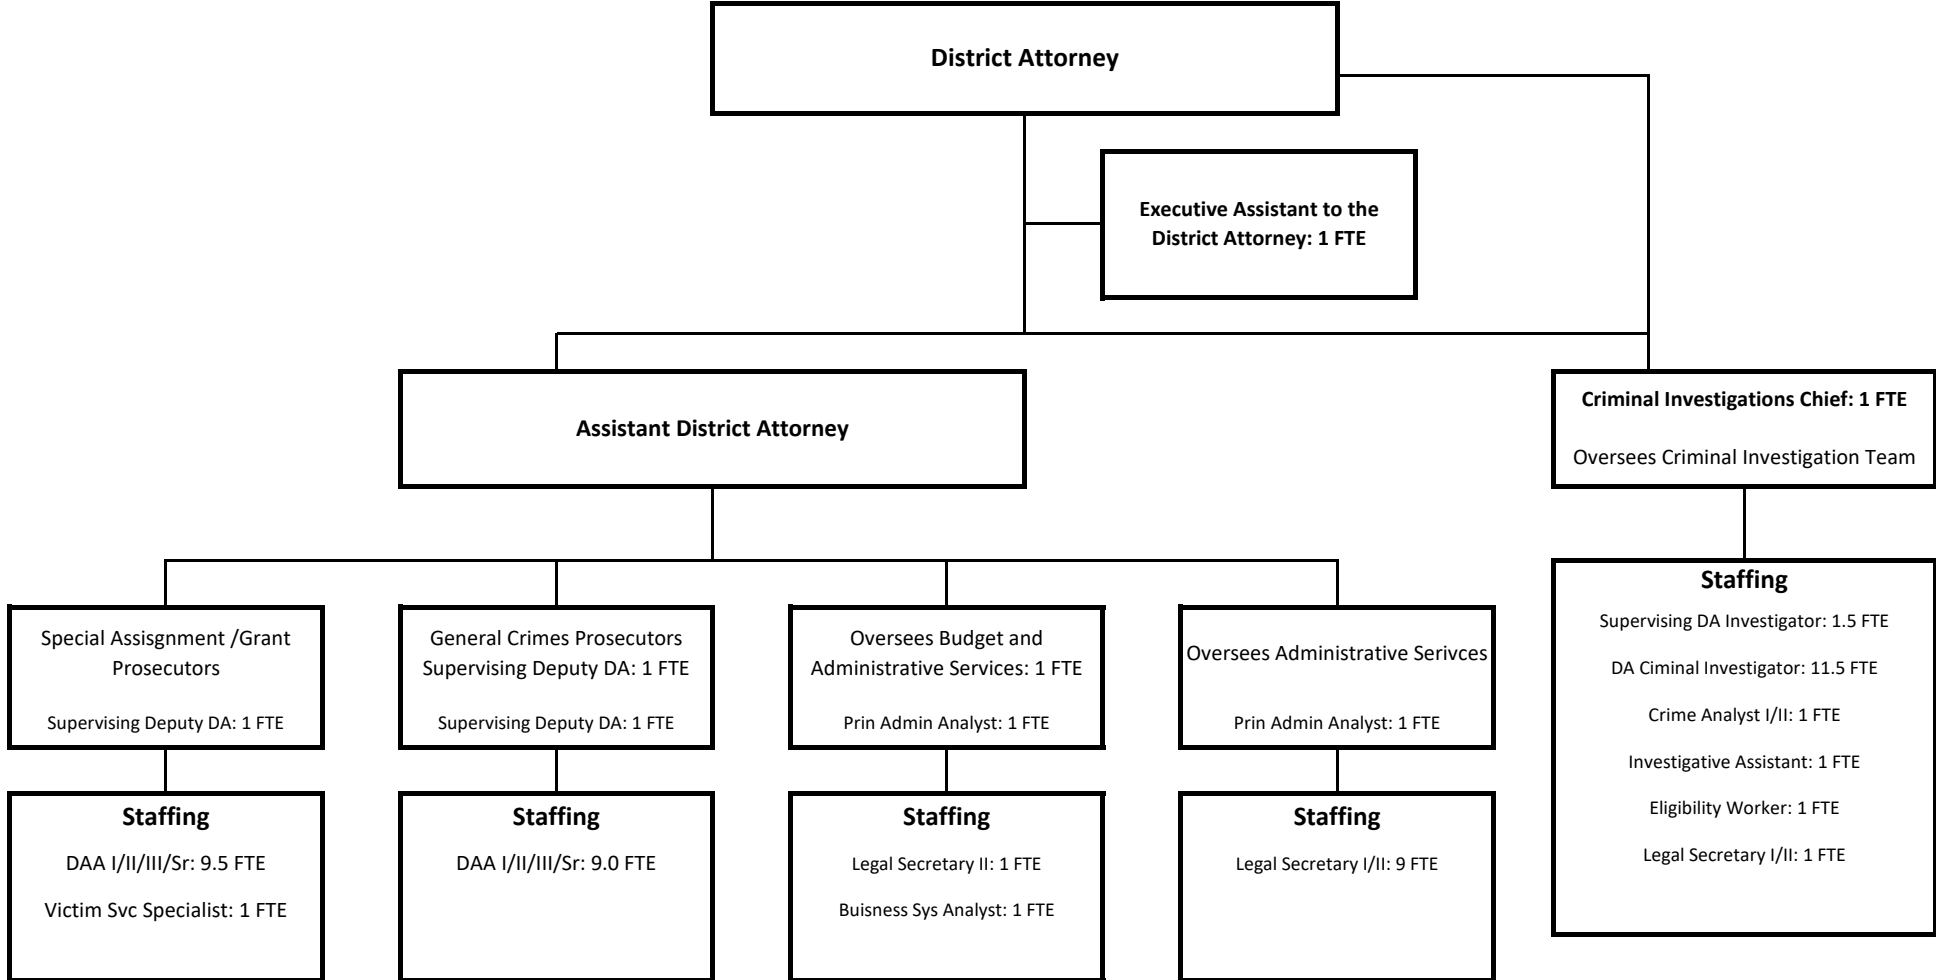 District Attorney
Executive Assistant to the
District Attorney: 1 FTE
Assistant District Attorney
Criminal Investigations Chief: 1 FTE
Oversees Criminal Investigation Team
Special Assisgnment /Grant
Prosecutors
Supervising Deputy DA: 1 FTE
General Crimes Prosecutors
Supervising Deputy DA: 1 FTE
Supervising Deputy DA: 1 FTE
Oversees Budget and
Administrative Services: 1 FTE
Prin Admin Analyst: 1 FTE
Oversees Administrative Serivces
Prin Admin Analyst: 1 FTE
Staffing
DAA I/II/III/Sr: 9.5 FTE
Victim Svc Specialist: 1 FTE
Staffing
DAA I/II/III/Sr: 9.0 FTE
Staffing
Legal Secretary II: 1 FTE
Buisness Sys Analyst: 1 FTE
Staffing
Legal Secretary I/II: 9 FTE
Staffing
Supervising DA Investigator: 1.5 FTE
DA Ciminal Investigator: 11.5 FTE
Crime Analyst I/II: 1 FTE
Investigative Assistant: 1 FTE
Eligibility Worker: 1 FTE
Legal Secretary I/II: 1 FTE